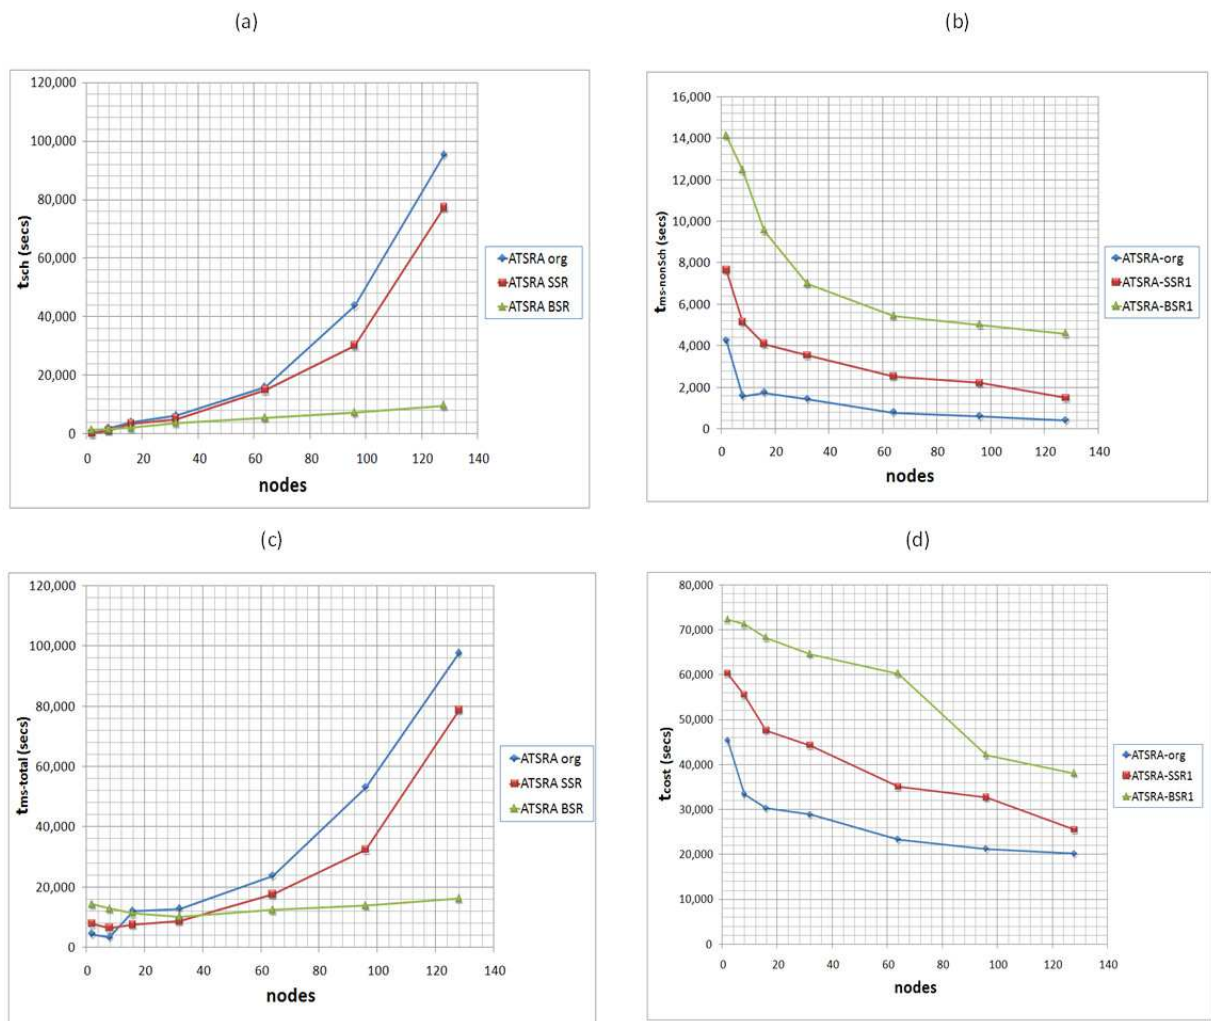 (a)
120,000
100,000
80,000
60,000
40,000
20,000
0
tsch (secs)
0 20 40 60 80 100 120 140
nodes
ATSRA org
ATSRA SSR
ATSRA BSR
(b)
16,000
14,000
12,000
10,000
8,000
6,000
4,000
2,000
0
tms-nonSch (secs)
0 20 40 60 80 100 120 140
nodes
ATSRA-org
ATSRA-SSR1
ATSRA-BSR1
(c)
120,000
100,000
80,000
60,000
40,000
20,000
0
tms-total (secs)
0 20 40 60 80 100 120 140
nodes
ATSRA org
ATSRA SSR
ATSRA BSR
(d)
80,000
70,000
60,000
50,000
40,000
30,000
20,000
10,000
0
tcost (secs)
0 20 40 60 80 100 120 140
nodes
ATSRA-org
ATSRA-SSR1
ATSRA-BSR1